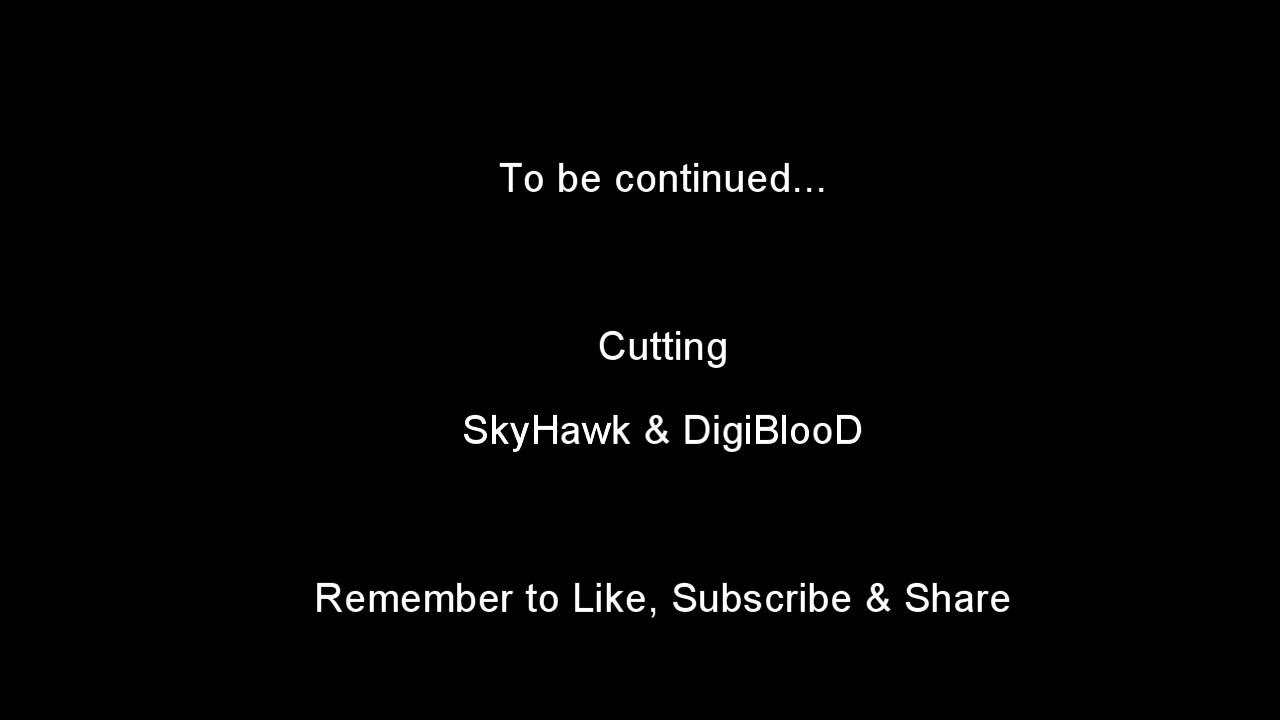 To be continued...
Cutting
SkyHawk & DigiBlooD
Remember to Like, Subscribe & Share